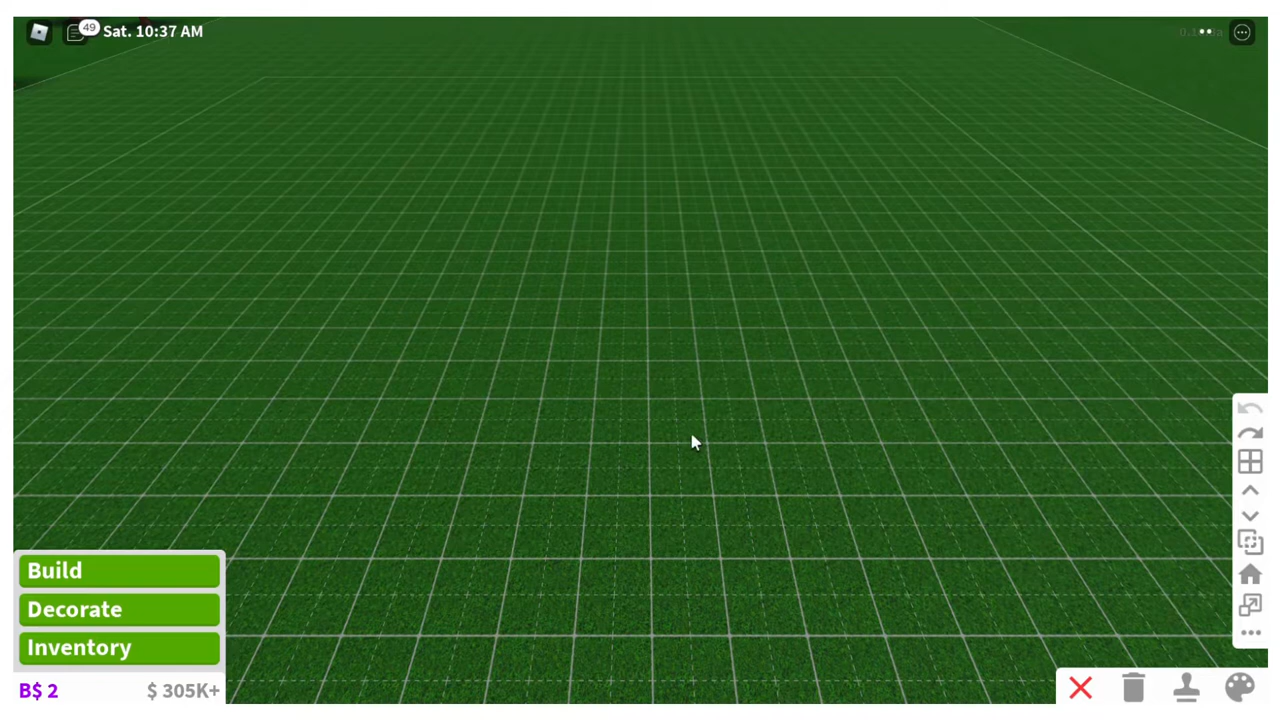 49
Sat. 10:37 AM
Build
Decorate
Inventory
B$ 2
$ 305K+